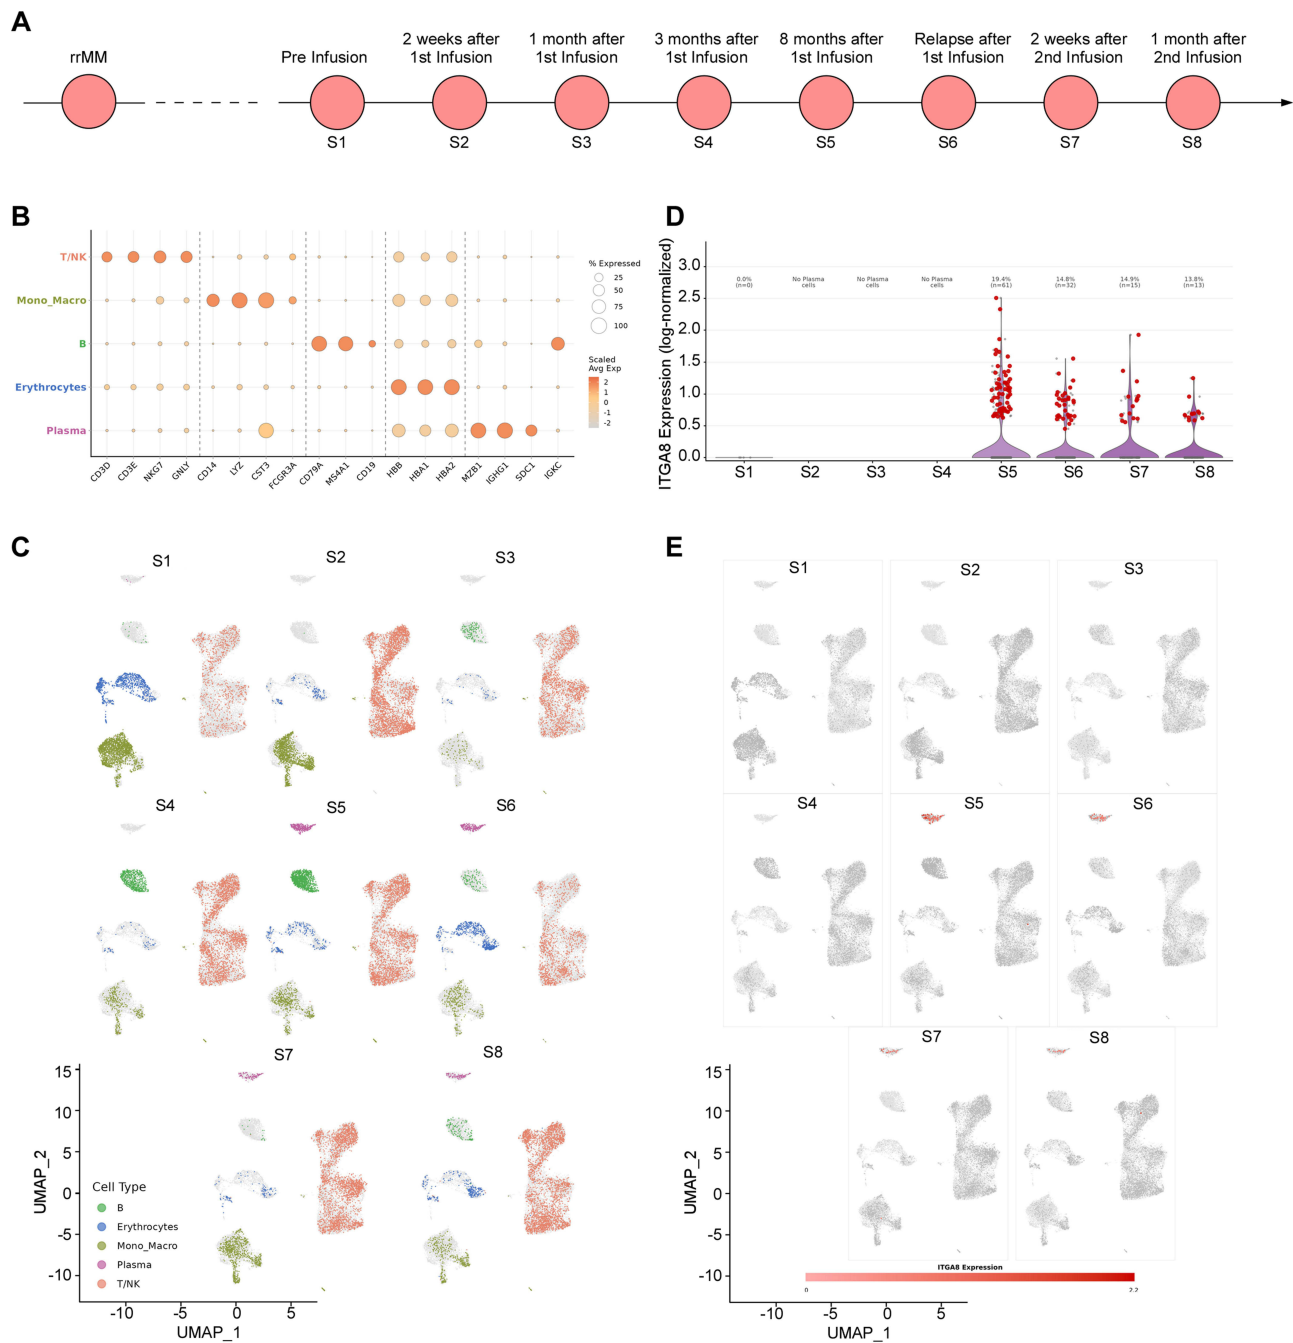 A
rrMM
Pre Infusion
2 weeks after
1st Infusion
1 month after
1st Infusion
3 months after
1st Infusion
8 months after
1st Infusion
Relapse after
1st Infusion
2 weeks after
2nd Infusion
1 month after
2nd Infusion
S1
S2
S3
S4
S5
S6
S7
S8
B
T/NK
Mono_Macro
B
Erythrocytes
Plasma
CD3D
CD3E
NKG7
GNLY
CD14
LYZ
CST3
FCGR3A
CD79A
MS4A1
CD19
HBB
HBA1
HBA2
MZB1
IGHG1
SDC1
IGKC
% Expressed
25
50
75
100
Scaled
Avg Exp
2
1
0
-1
-2
D
ITGA8 Expression (log-normalized)
3.0
2.5
2.0
1.5
1.0
0.5
0.0
0.0%
(n=0)
No Plasma
cells
No Plasma
cells
No Plasma
cells
19.4%
(n=61)
14.8%
(n=32)
14.9%
(n=15)
13.8%
(n=13)
S1
S2
S3
S4
S5
S6
S7
S8
C
S1
S2
S3
S4
S5
S6
S7
S8
UMAP_2
15
10
5
0
-5
-10
Cell Type
B
Erythrocytes
Mono_Macro
Plasma
T/NK
-10
-5
0
5
UMAP_1
E
S1
S2
S3
S4
S5
S6
S7
S8
UMAP_2
15
10
5
0
-5
-10
ITGA8 Expression
0
2.2
-10
-5
0
5
UMAP_1